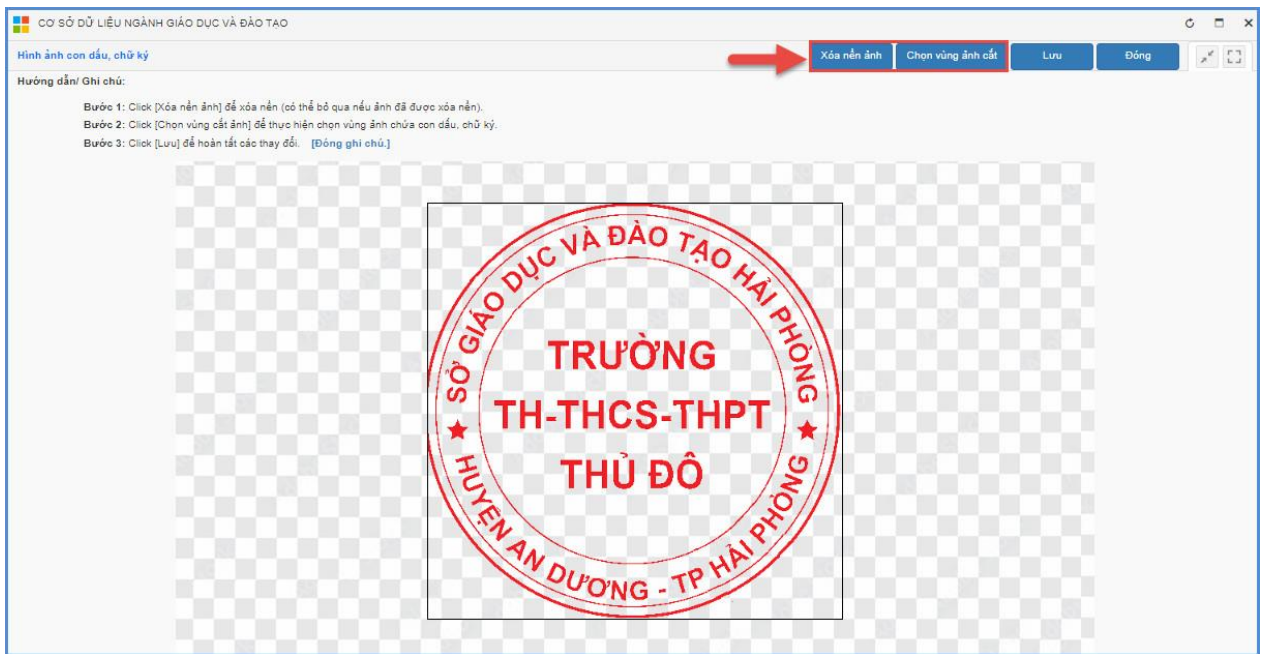 CƠ SỞ DỮ LIỆU NGÀNH GIÁO DỤC VÀ ĐÀO TẠO
Hình ảnh con dấu, chữ ký
Xóa nền ảnh
Chọn vùng ảnh cắt
Lưu
Đóng
Hướng dẫn/ Ghi chú:
Bước 1: Click [Xóa nền ảnh] để xóa nền (có thể bỏ qua nếu ảnh đã được xóa nền).
Bước 2: Click [Chọn vùng cắt ảnh] để thực hiện chọn vùng ảnh chứa con dấu, chữ ký.
Bước 3: Click [Lưu] để hoàn tất các thay đổi. [Đóng ghi chú.]
SỞ GIÁO DỤC VÀ ĐÀO TẠO HẢI PHÒNG
TRƯỜNG
TH-THCS-THPT
THỦ ĐÔ
★ HUYỆN AN DƯƠNG - TP HẢI PHÒNG ★